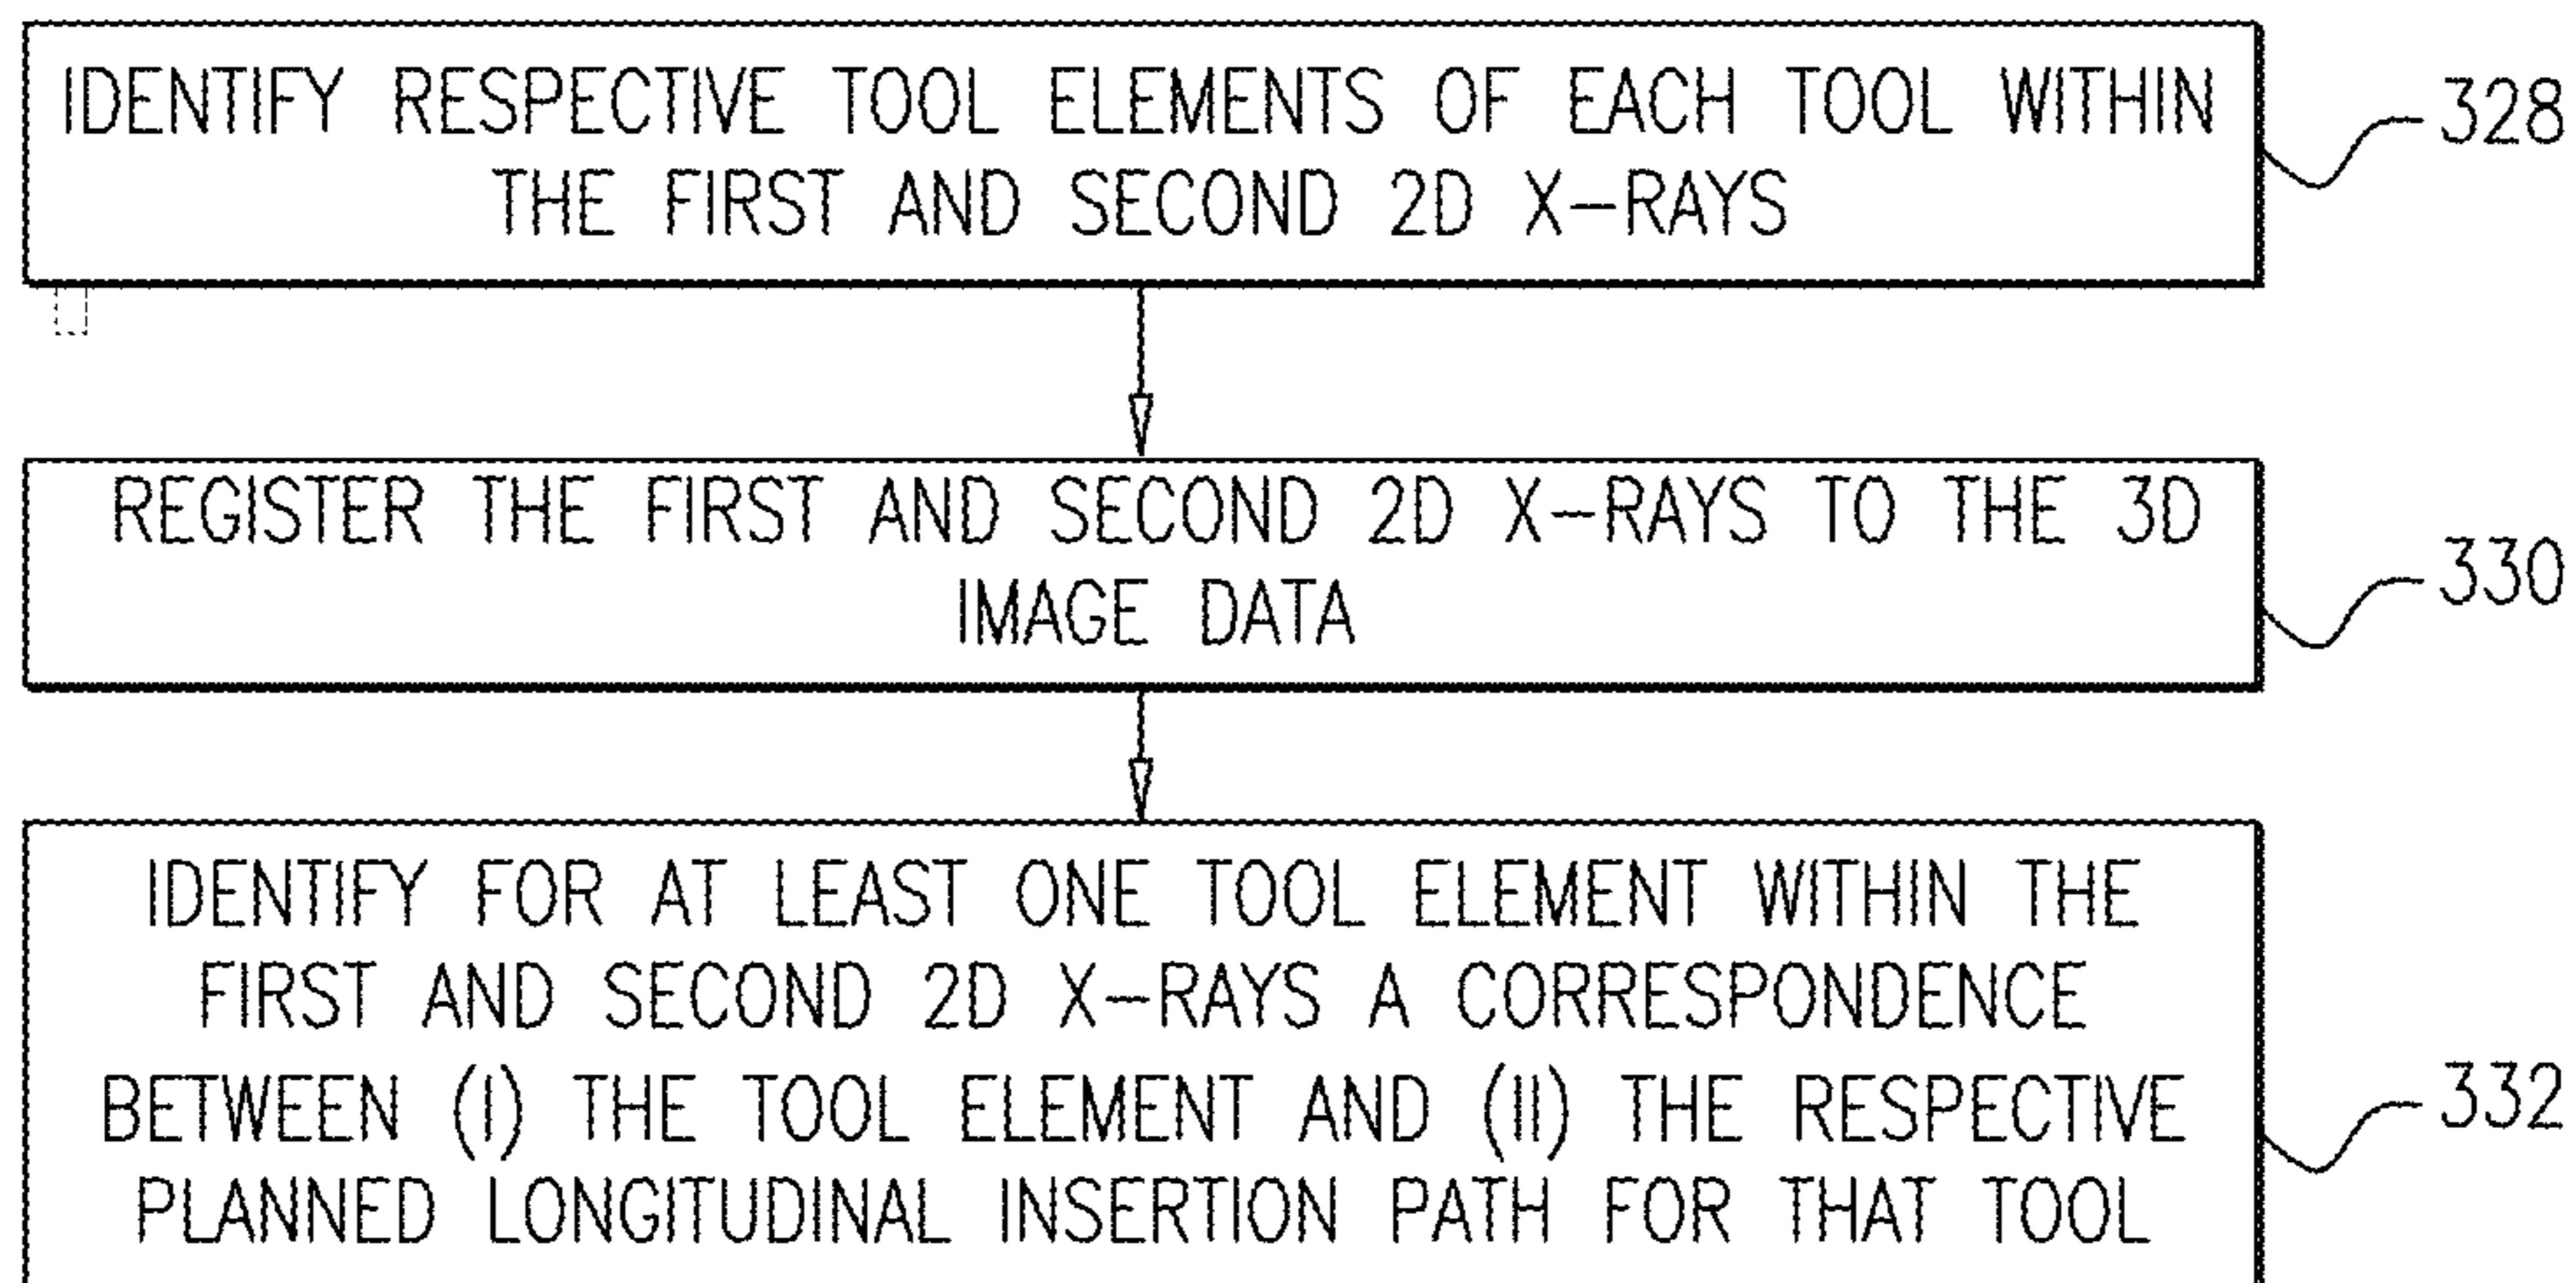 IDENTIFY RESPECTIVE TOOL ELEMENTS OF EACH TOOL WITHIN
THE FIRST AND SECOND 2D X-RAYS
328
REGISTER THE FIRST AND SECOND 2D X-RAYS TO THE 3D
IMAGE DATA
330
IDENTIFY FOR AT LEAST ONE TOOL ELEMENT WITHIN THE
FIRST AND SECOND 2D X-RAYS A CORRESPONDENCE
BETWEEN (I) THE TOOL ELEMENT AND (II) THE RESPECTIVE
PLANNED LONGITUDINAL INSERTION PATH FOR THAT TOOL
332